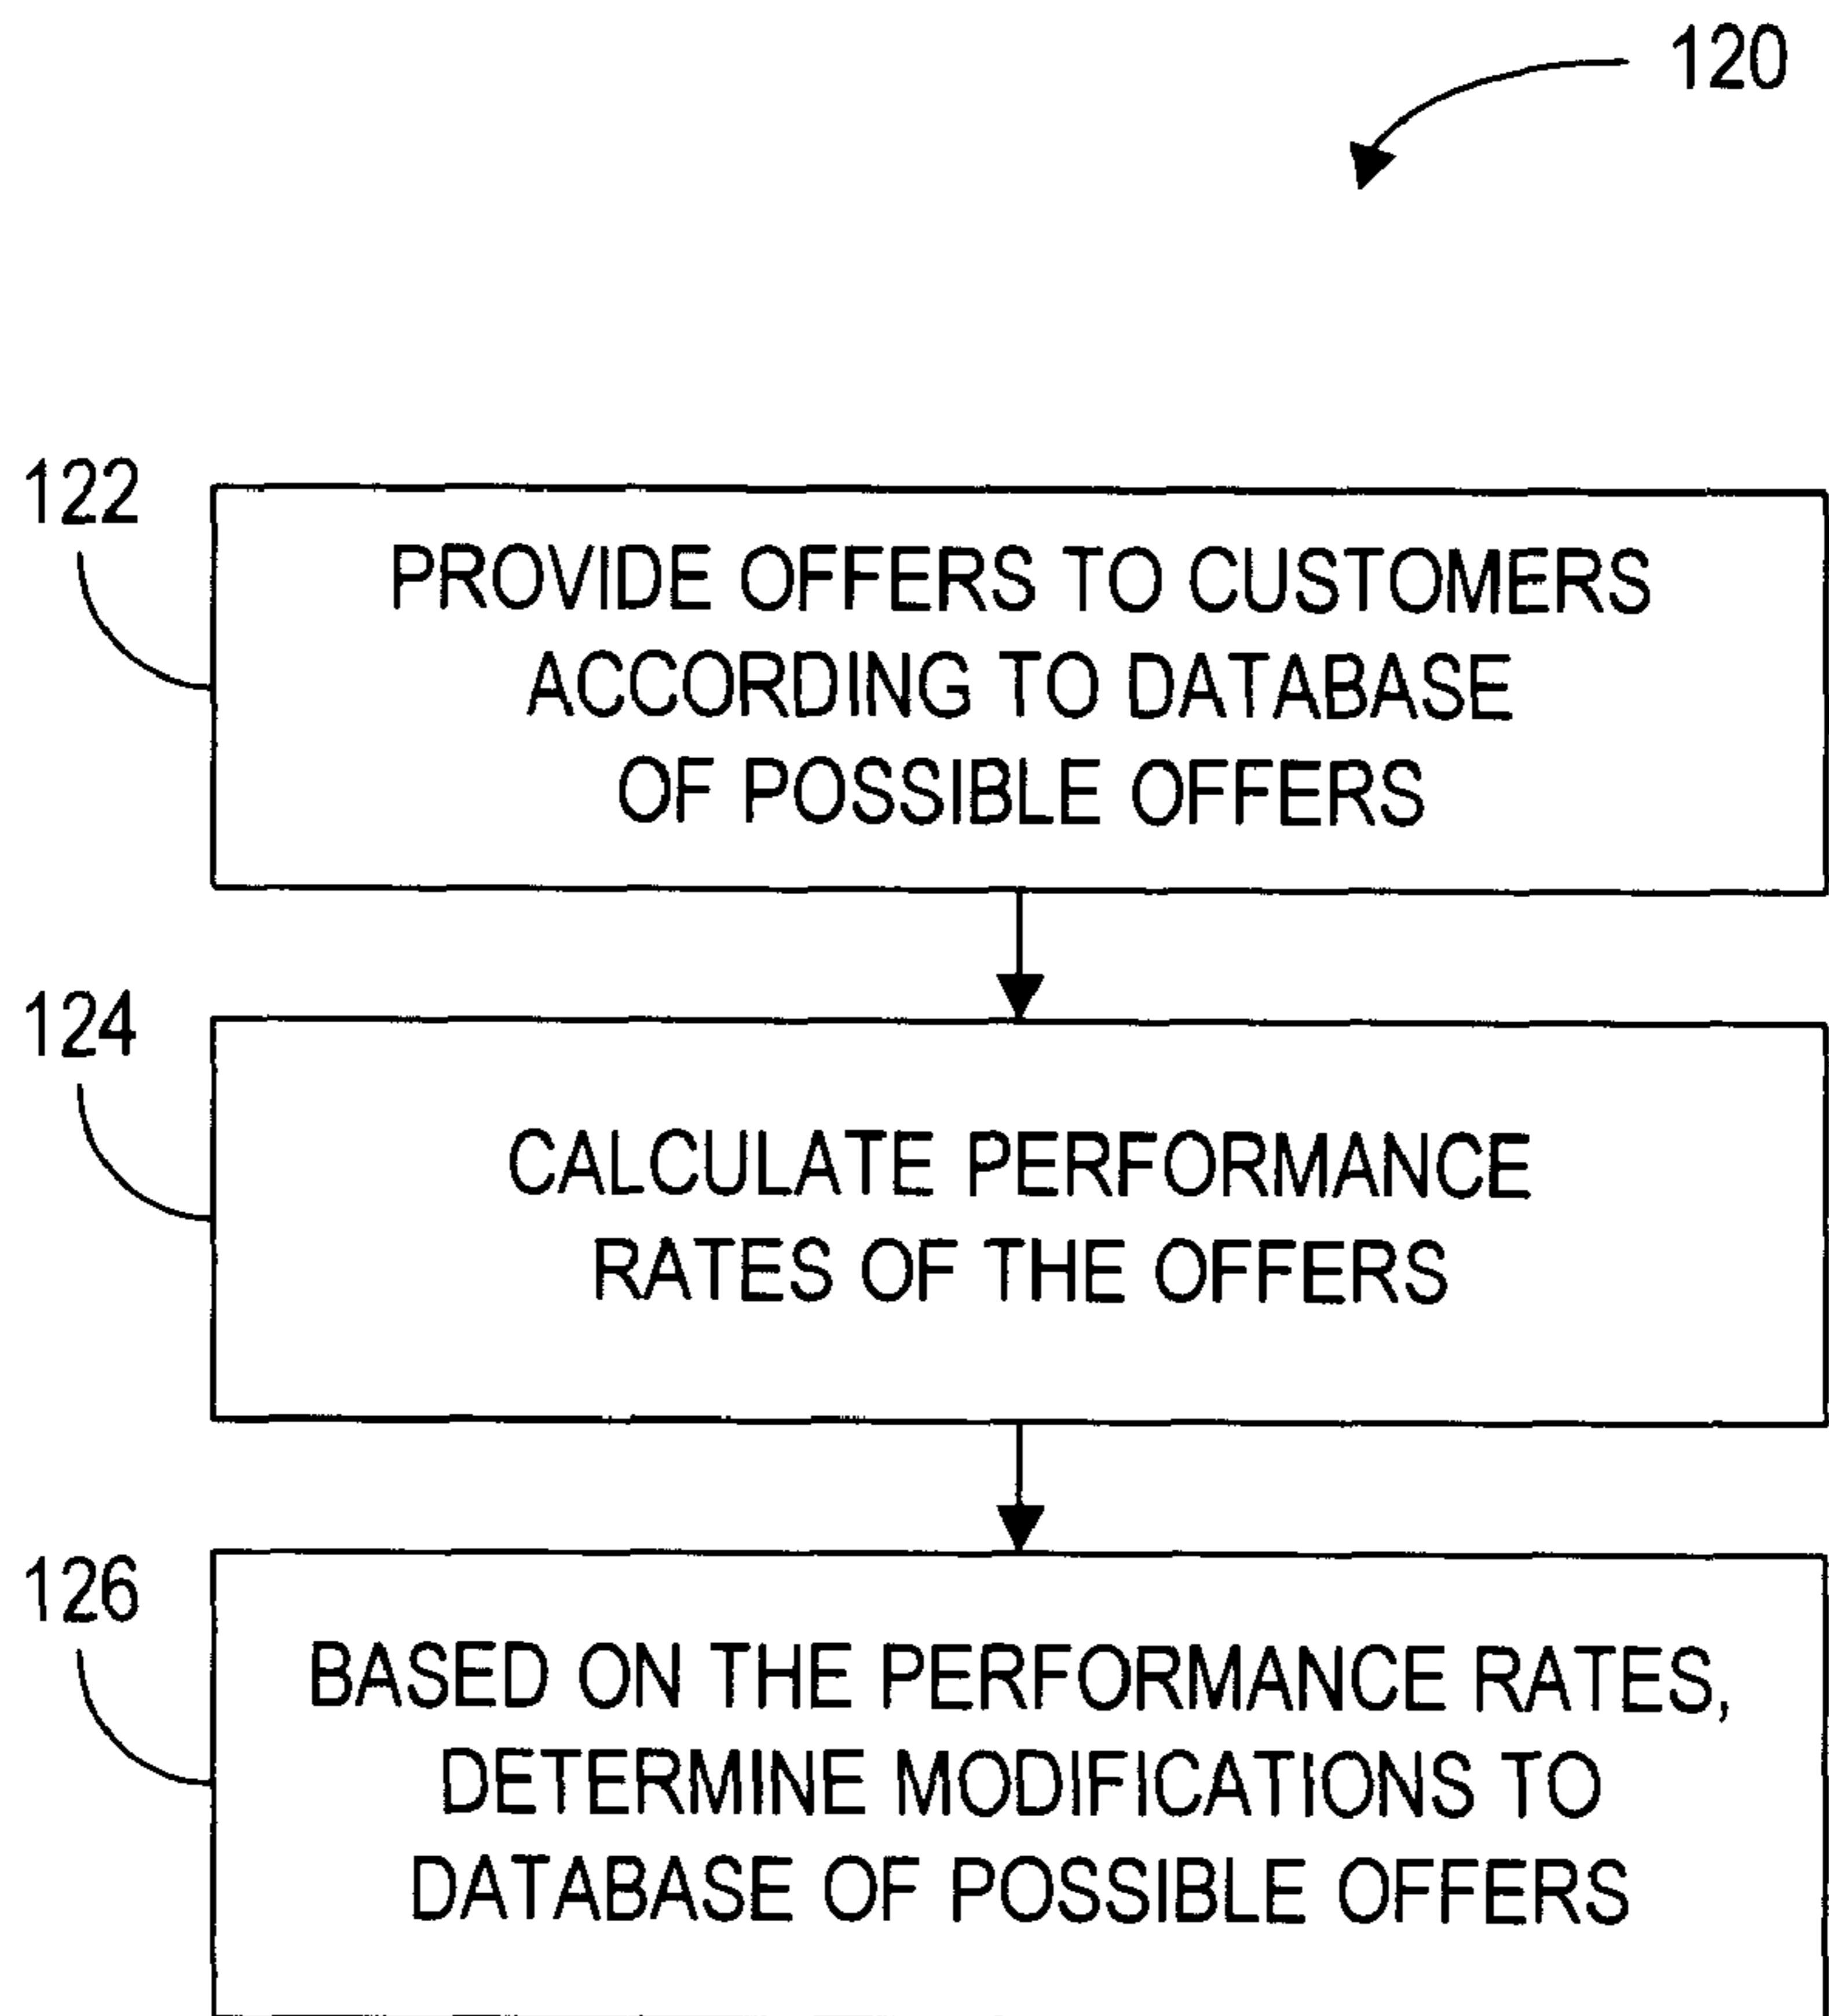 120
122
PROVIDE OFFERS TO CUSTOMERS
ACCORDING TO DATABASE
OF POSSIBLE OFFERS
124
CALCULATE PERFORMANCE
RATES OF THE OFFERS
126
BASED ON THE PERFORMANCE RATES,
DETERMINE MODIFICATIONS TO
DATABASE OF POSSIBLE OFFERS